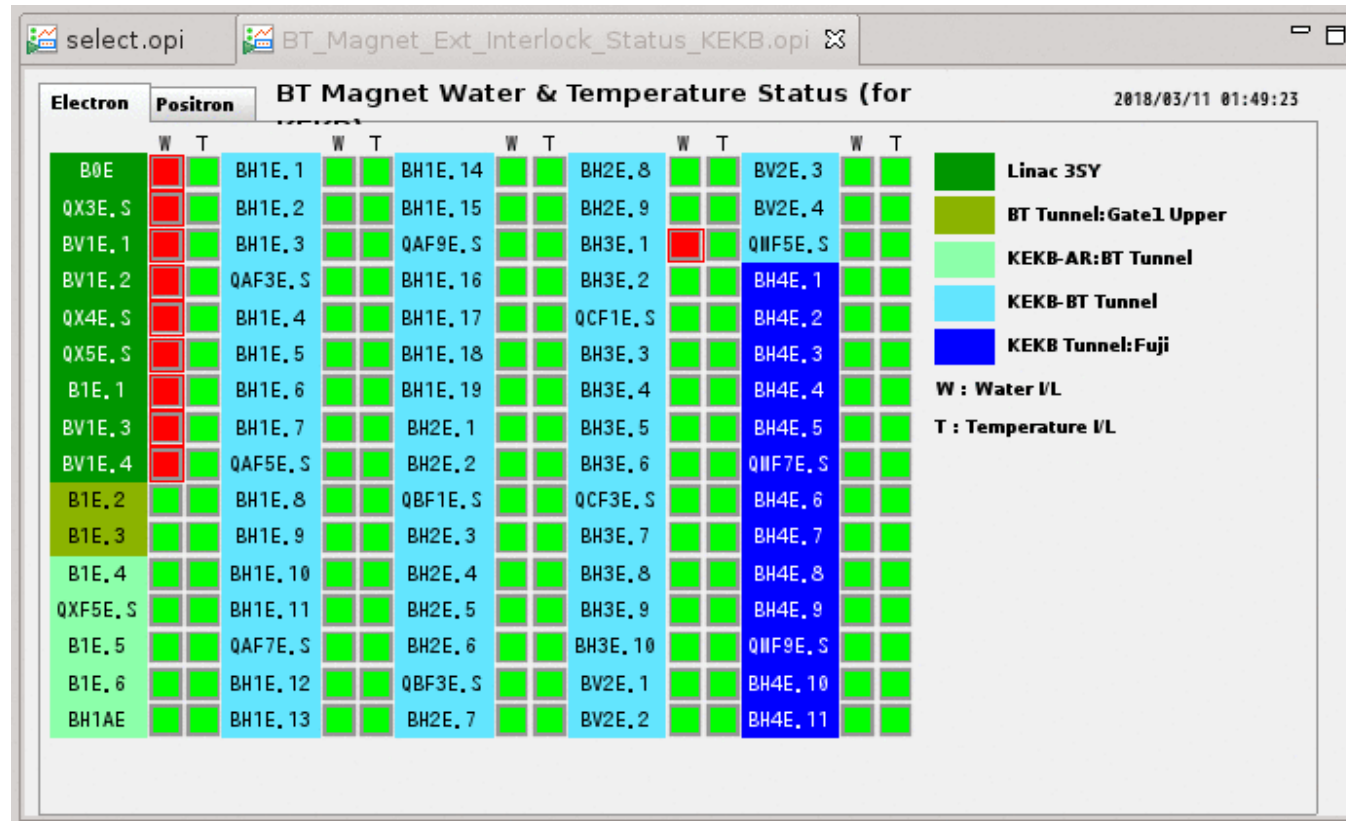 select.opi BT_Magnet_Ext_Interlock_Status_KEKB.opi
Electron Positron BT Magnet Water & Temperature Status (for 2018/03/11 01:49:23
W T W T W T W T W T
B0E BH1E.1 BH1E.14 BH2E.8 BV2E.3 Linac 3SY
QX3E.S BH1E.2 BH1E.15 BH2E.9 BV2E.4 BT Tunnel:Gate1 Upper
BV1E.1 BH1E.3 QAF9E.S BH3E.1 QMF5E.S KEKB-AR:BT Tunnel
BV1E.2 QAF3E.S BH1E.16 BH3E.2 BH4E.1 KEKB-BT Tunnel
QX4E.S BH1E.4 BH1E.17 QCF1E.S BH4E.2
QX5E.S BH1E.5 BH1E.18 BH3E.3 BH4E.3 KEKB Tunnel:Fuji
B1E.1 BH1E.6 BH1E.19 BH3E.4 BH4E.4 W : Water I/L
BV1E.3 BH1E.7 BH2E.1 BH3E.5 BH4E.5 T : Temperature I/L
BV1E.4 QAF5E.S BH2E.2 BH3E.6 QMF7E.S
B1E.2 BH1E.8 QBF1E.S QCF3E.S BH4E.6
B1E.3 BH1E.9 BH2E.3 BH3E.7 BH4E.7
B1E.4 BH1E.10 BH2E.4 BH3E.8 BH4E.8
QXF5E.S BH1E.11 BH2E.5 BH3E.9 BH4E.9
B1E.5 QAF7E.S BH2E.6 BH3E.10 QMF9E.S
B1E.6 BH1E.12 QBF3E.S BV2E.1 BH4E.10
BH1AE BH1E.13 BH2E.7 BV2E.2 BH4E.11